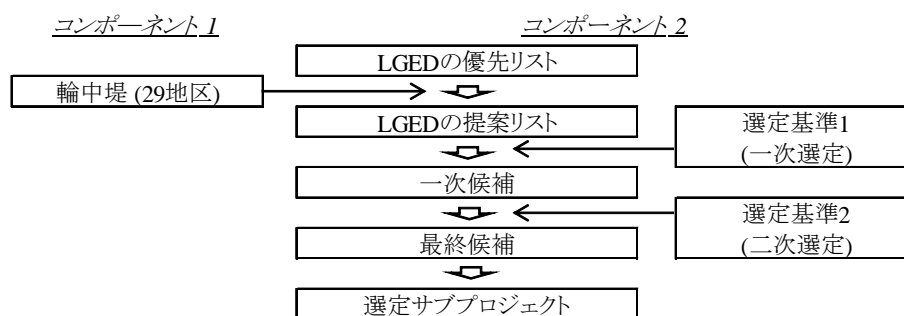 コンポーネント 1
コンポーネント 2
LGEDの優先リスト
輪中堤 (29地区)
LGEDの提案リスト
選定基準1
(一次選定)
一次候補
選定基準2
(二次選定)
最終候補
選定サブプロジェクト